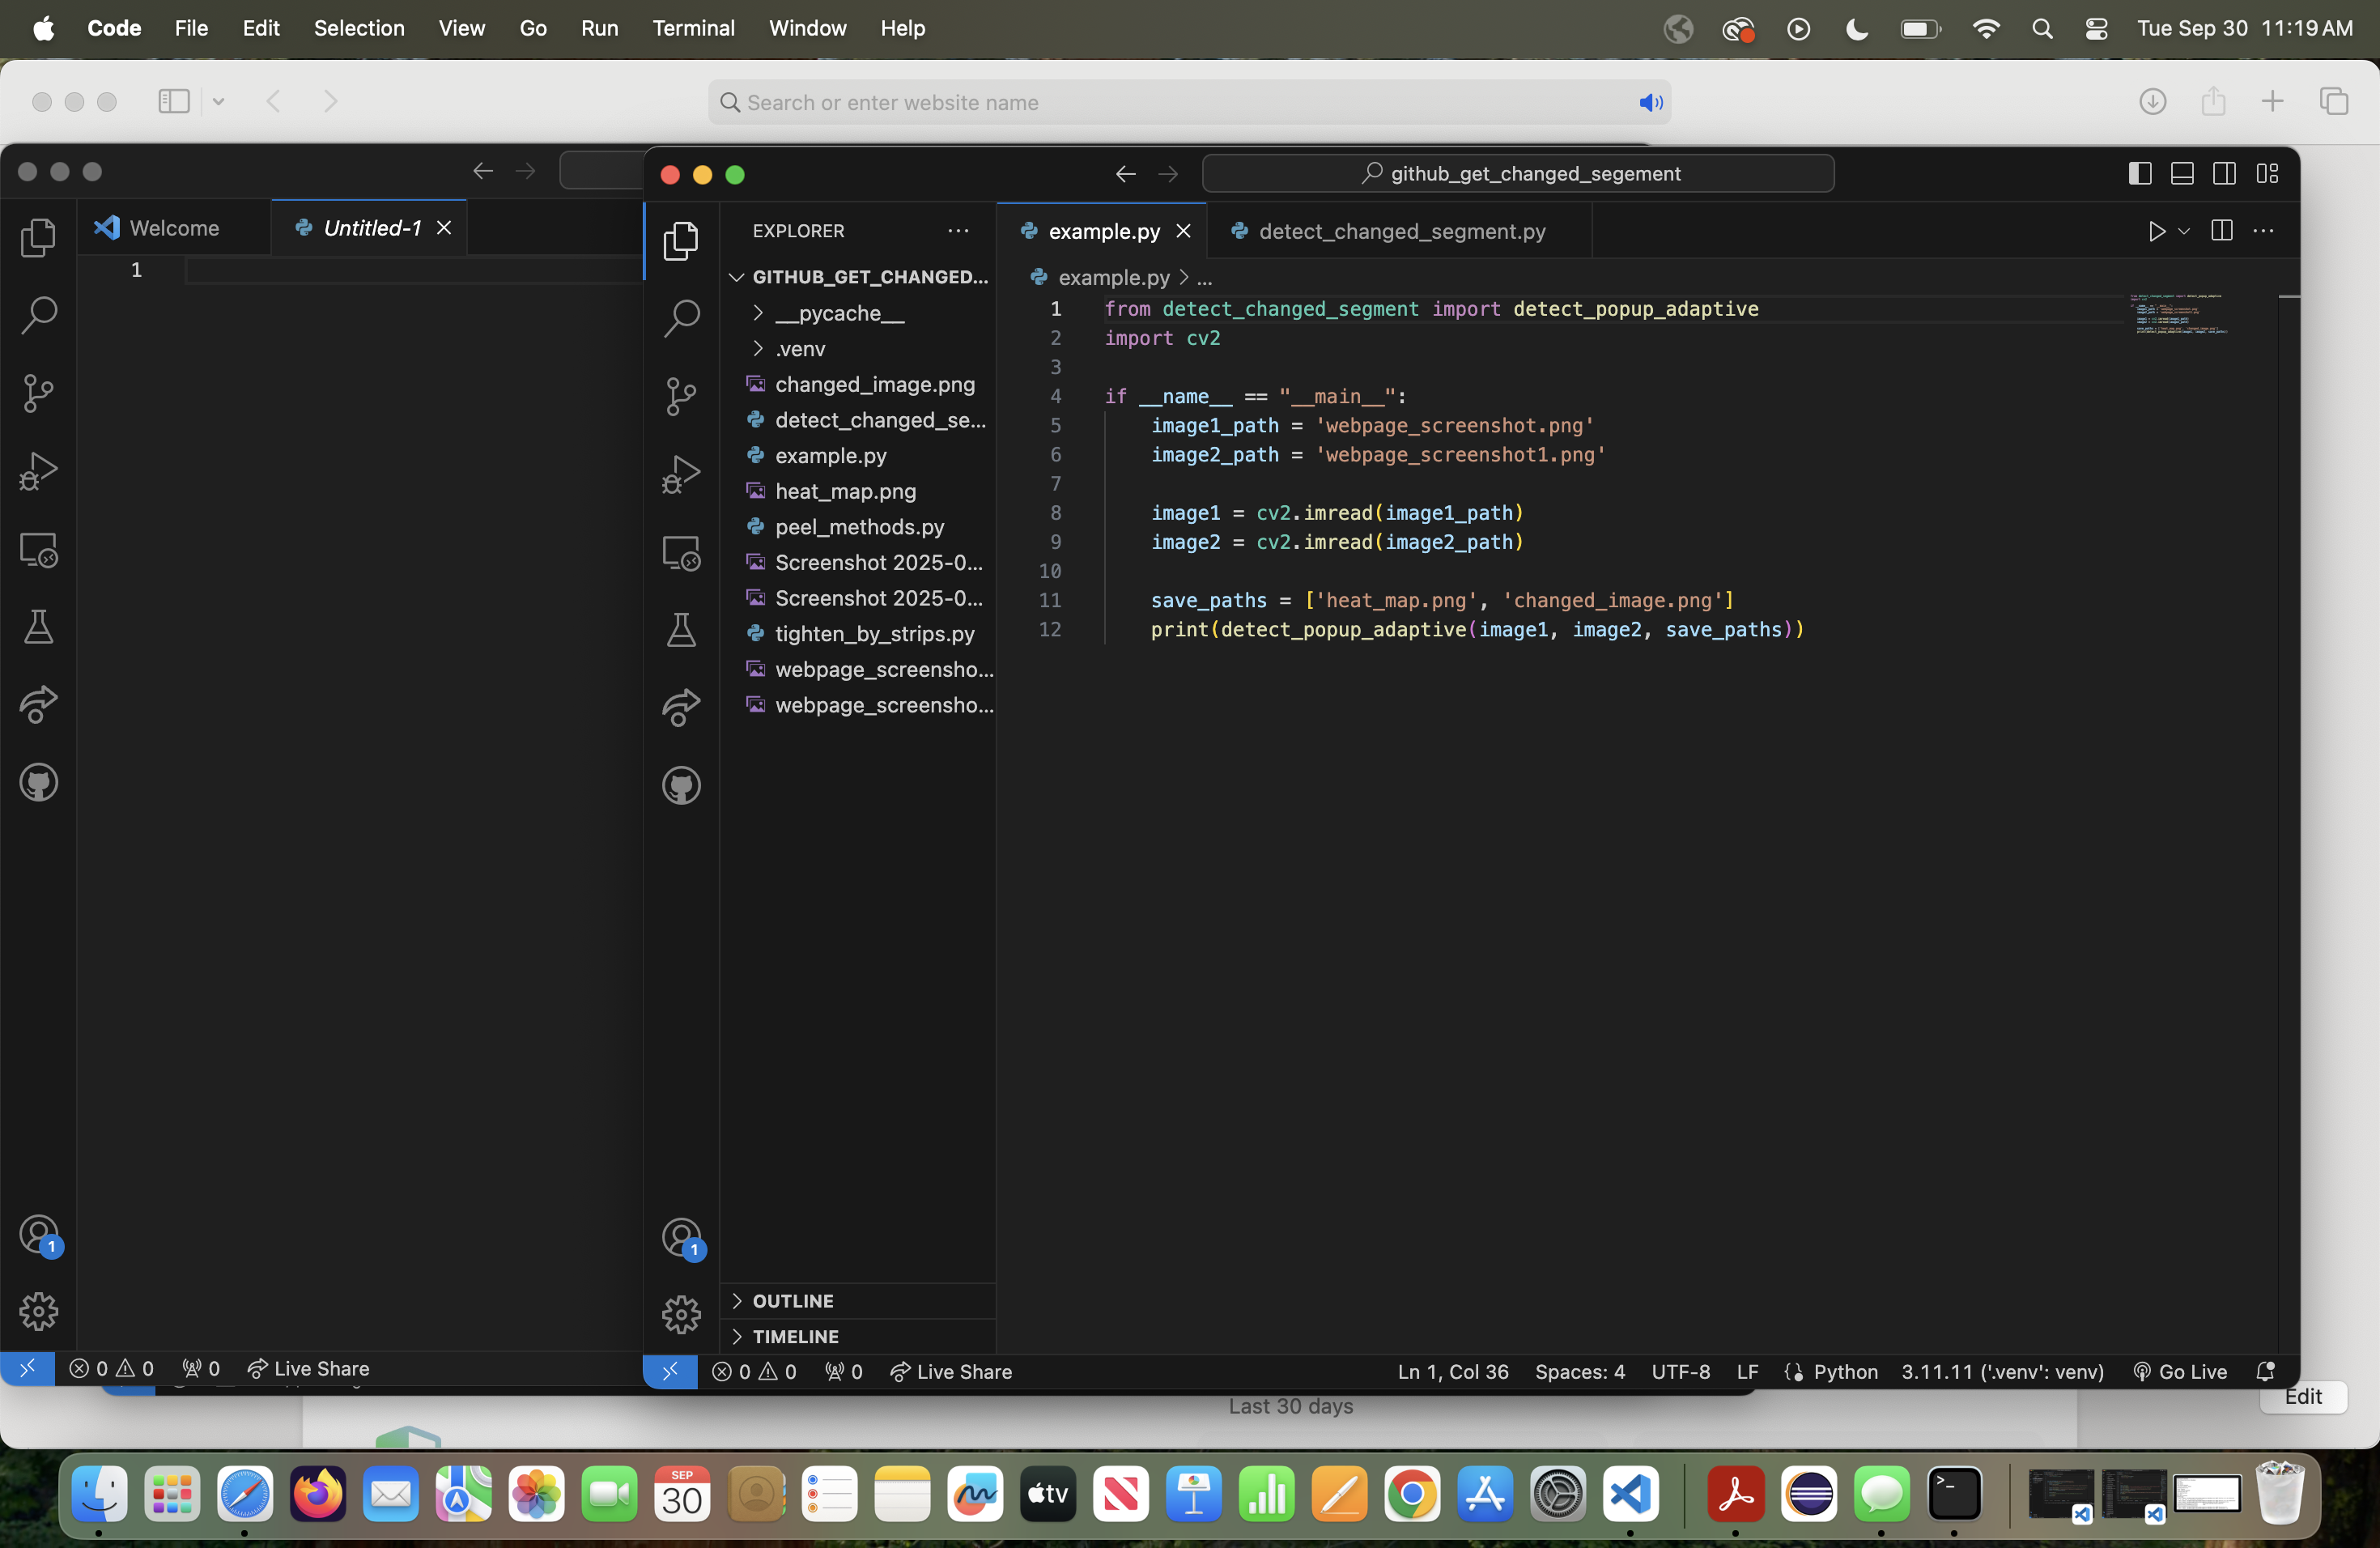 Code File Edit Selection View Go Run Terminal Window Help Tue Sep 30 11:19 AM
Search or enter website name
github_get_changed_segement
Welcome Untitled-1
1
EXPLORER
GITHUB_GET_CHANGED...
__pycache__
.venv
changed_image.png
detect_changed_se...
example.py
heat_map.png
peel_methods.py
Screenshot 2025-0...
Screenshot 2025-0...
tighten_by_strips.py
webpage_screensho...
webpage_screensho...
OUTLINE
TIMELINE
example.py detect_changed_segment.py
example.py > ...
1 from detect_changed_segment import detect_popup_adaptive
2 import cv2
3
4 if __name__ == "__main__":
5 image1_path = 'webpage_screenshot.png'
6 image2_path = 'webpage_screenshot1.png'
7
8 image1 = cv2.imread(image1_path)
9 image2 = cv2.imread(image2_path)
10
11 save_paths = ['heat_map.png', 'changed_image.png']
12 print(detect_popup_adaptive(image1, image2, save_paths))
1
1
0 0 0 Live Share
0 0 0 Live Share Ln 1, Col 36 Spaces: 4 UTF-8 LF {} Python 3.11.11 ('.venv': venv) Go Live
Last 30 days
Edit
SEP
30
tv
>-